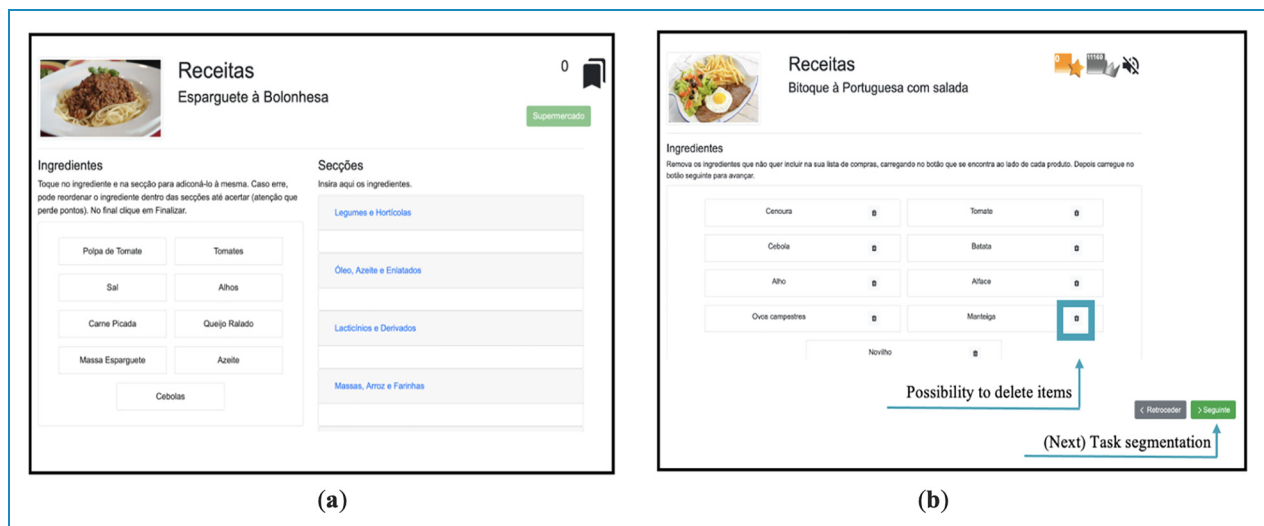 Receitas
Esparguete à Bolonhesa
0
Supermercado
Ingredientes
Toque no ingrediente e na secção para adiconá-lo à mesma. Caso erre,
pode reordenar o ingrediente dentro das secções até acertar (atenção que
perde pontos). No final clique em Finalizar.
Polpa de Tomate
Tomates
Sal
Alhos
Carne Picada
Queijo Ralado
Massa Esparguete
Azeite
Cebolas
Secções
Insira aqui os ingredientes.
Legumes e Hortícolas
Óleo, Azeite e Enlatados
Lacticínios e Derivados
Massas, Arroz e Farinhas
(a)
Receitas
Bitoque à Portuguesa com salada
0
11160
Ingredientes
Remova os ingredientes que não quer incluir na sua lista de compras, carregando no botão que se encontra ao lado de cada produto. Depois carregue no
botão seguinte para avançar.
Cenoura
Tomate
Cebola
Batata
Alho
Alface
Ovos campestres
Manteiga
Novilho
Possibility to delete items
< Retroceder
> Seguinte
(Next) Task segmentation
(b)